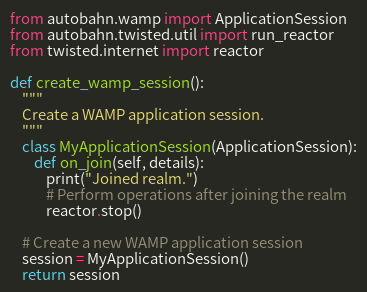 from autobahn.wamp import ApplicationSession
from autobahn.twisted.util import run_reactor
from twisted.internet import reactor

def create_wamp_session():
    """
    Create a WAMP application session.
    """
    class MyApplicationSession(ApplicationSession):
        def on_join(self, details):
            print("Joined realm.")
            # Perform operations after joining the realm
            reactor.stop()

    # Create a new WAMP application session
    session = MyApplicationSession()
    return session